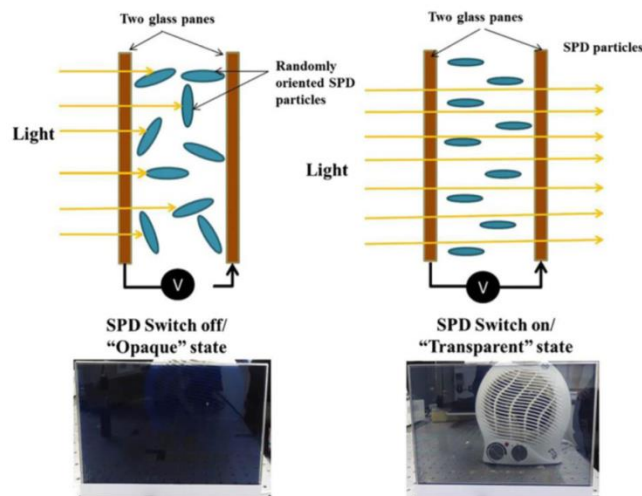 Two glass panes
Randomly
oriented SPD
particles
Light
V
SPD Switch off/
“Opaque” state
Two glass panes
SPD particles
Light
V
SPD Switch on/
“Transparent” state